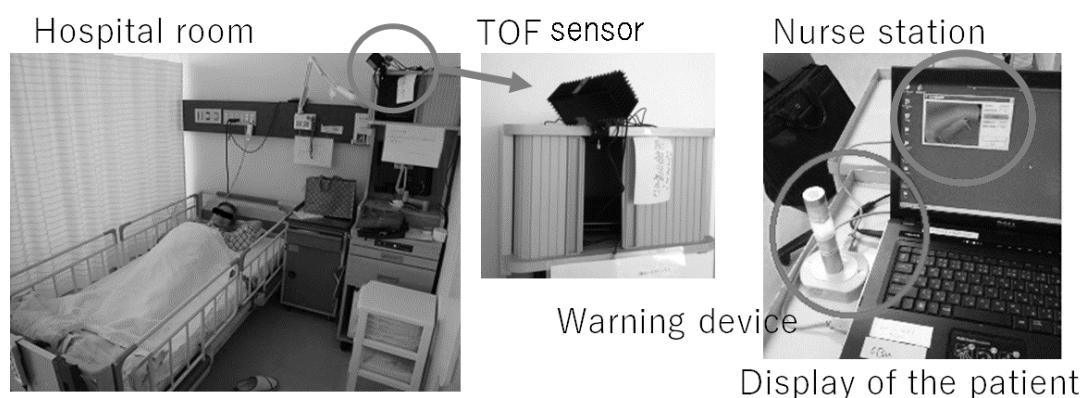 Hospital room
TOF sensor
Nurse station
Warning device
Display of the patient